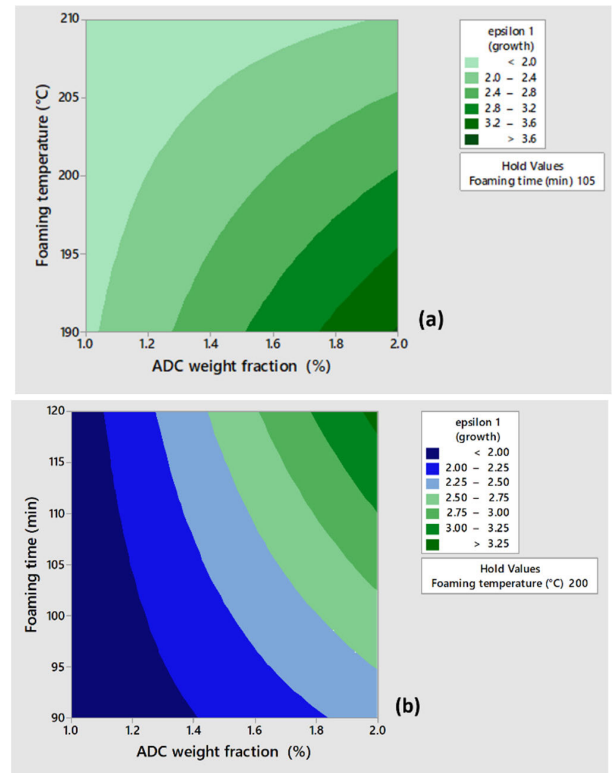 210
205
200
195
190
1.0 1.2 1.4 1.6 1.8 2.0
Foaming temperature (°C)
ADC weight fraction (%)
epsilon 1
(growth)
< 2.0
2.0 – 2.4
2.4 – 2.8
2.8 – 3.2
3.2 – 3.6
> 3.6
Hold Values
Foaming time (min) 105
(a)
120
115
110
105
100
95
90
1.0 1.2 1.4 1.6 1.8 2.0
Foaming time (min)
ADC weight fraction (%)
epsilon 1
(growth)
< 2.00
2.00 – 2.25
2.25 – 2.50
2.50 – 2.75
2.75 – 3.00
3.00 – 3.25
> 3.25
Hold Values
Foaming temperature (°C) 200
(b)